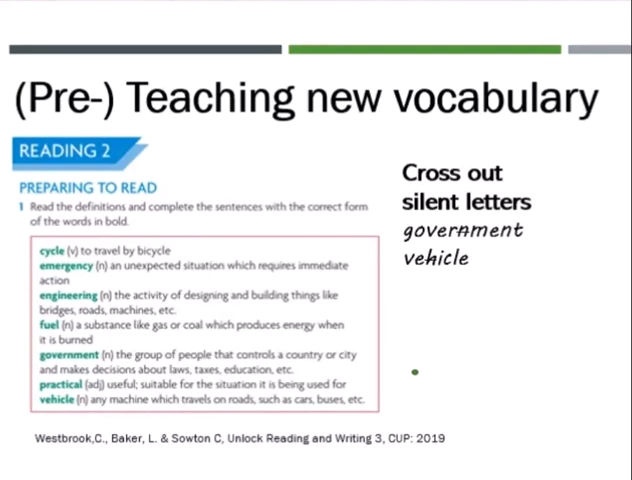 (Pre-) Teaching new vocabulary
READING 2
PREPARING TO READ
1 Read the definitions and complete the sentences with the correct form
of the words in bold.
cycle (v) to travel by bicycle
emergency (n) an unexpected situation which requires immediate
action
engineering (n) the activity of designing and building things like
bridges, roads, machines, etc.
fuel (n) a substance like gas or coal which produces energy when
it is burned
government (n) the group of people that controls a country or city
and makes decisions about laws, taxes, education, etc.
practical (adj) useful; suitable for the situation it is being used for
vehicle (n) any machine which travels on roads, such as cars, buses, etc.
Cross out
silent letters
government
vehicle
Westbrook,C., Baker, L. & Sowton C, Unlock Reading and Writing 3, CUP: 2019